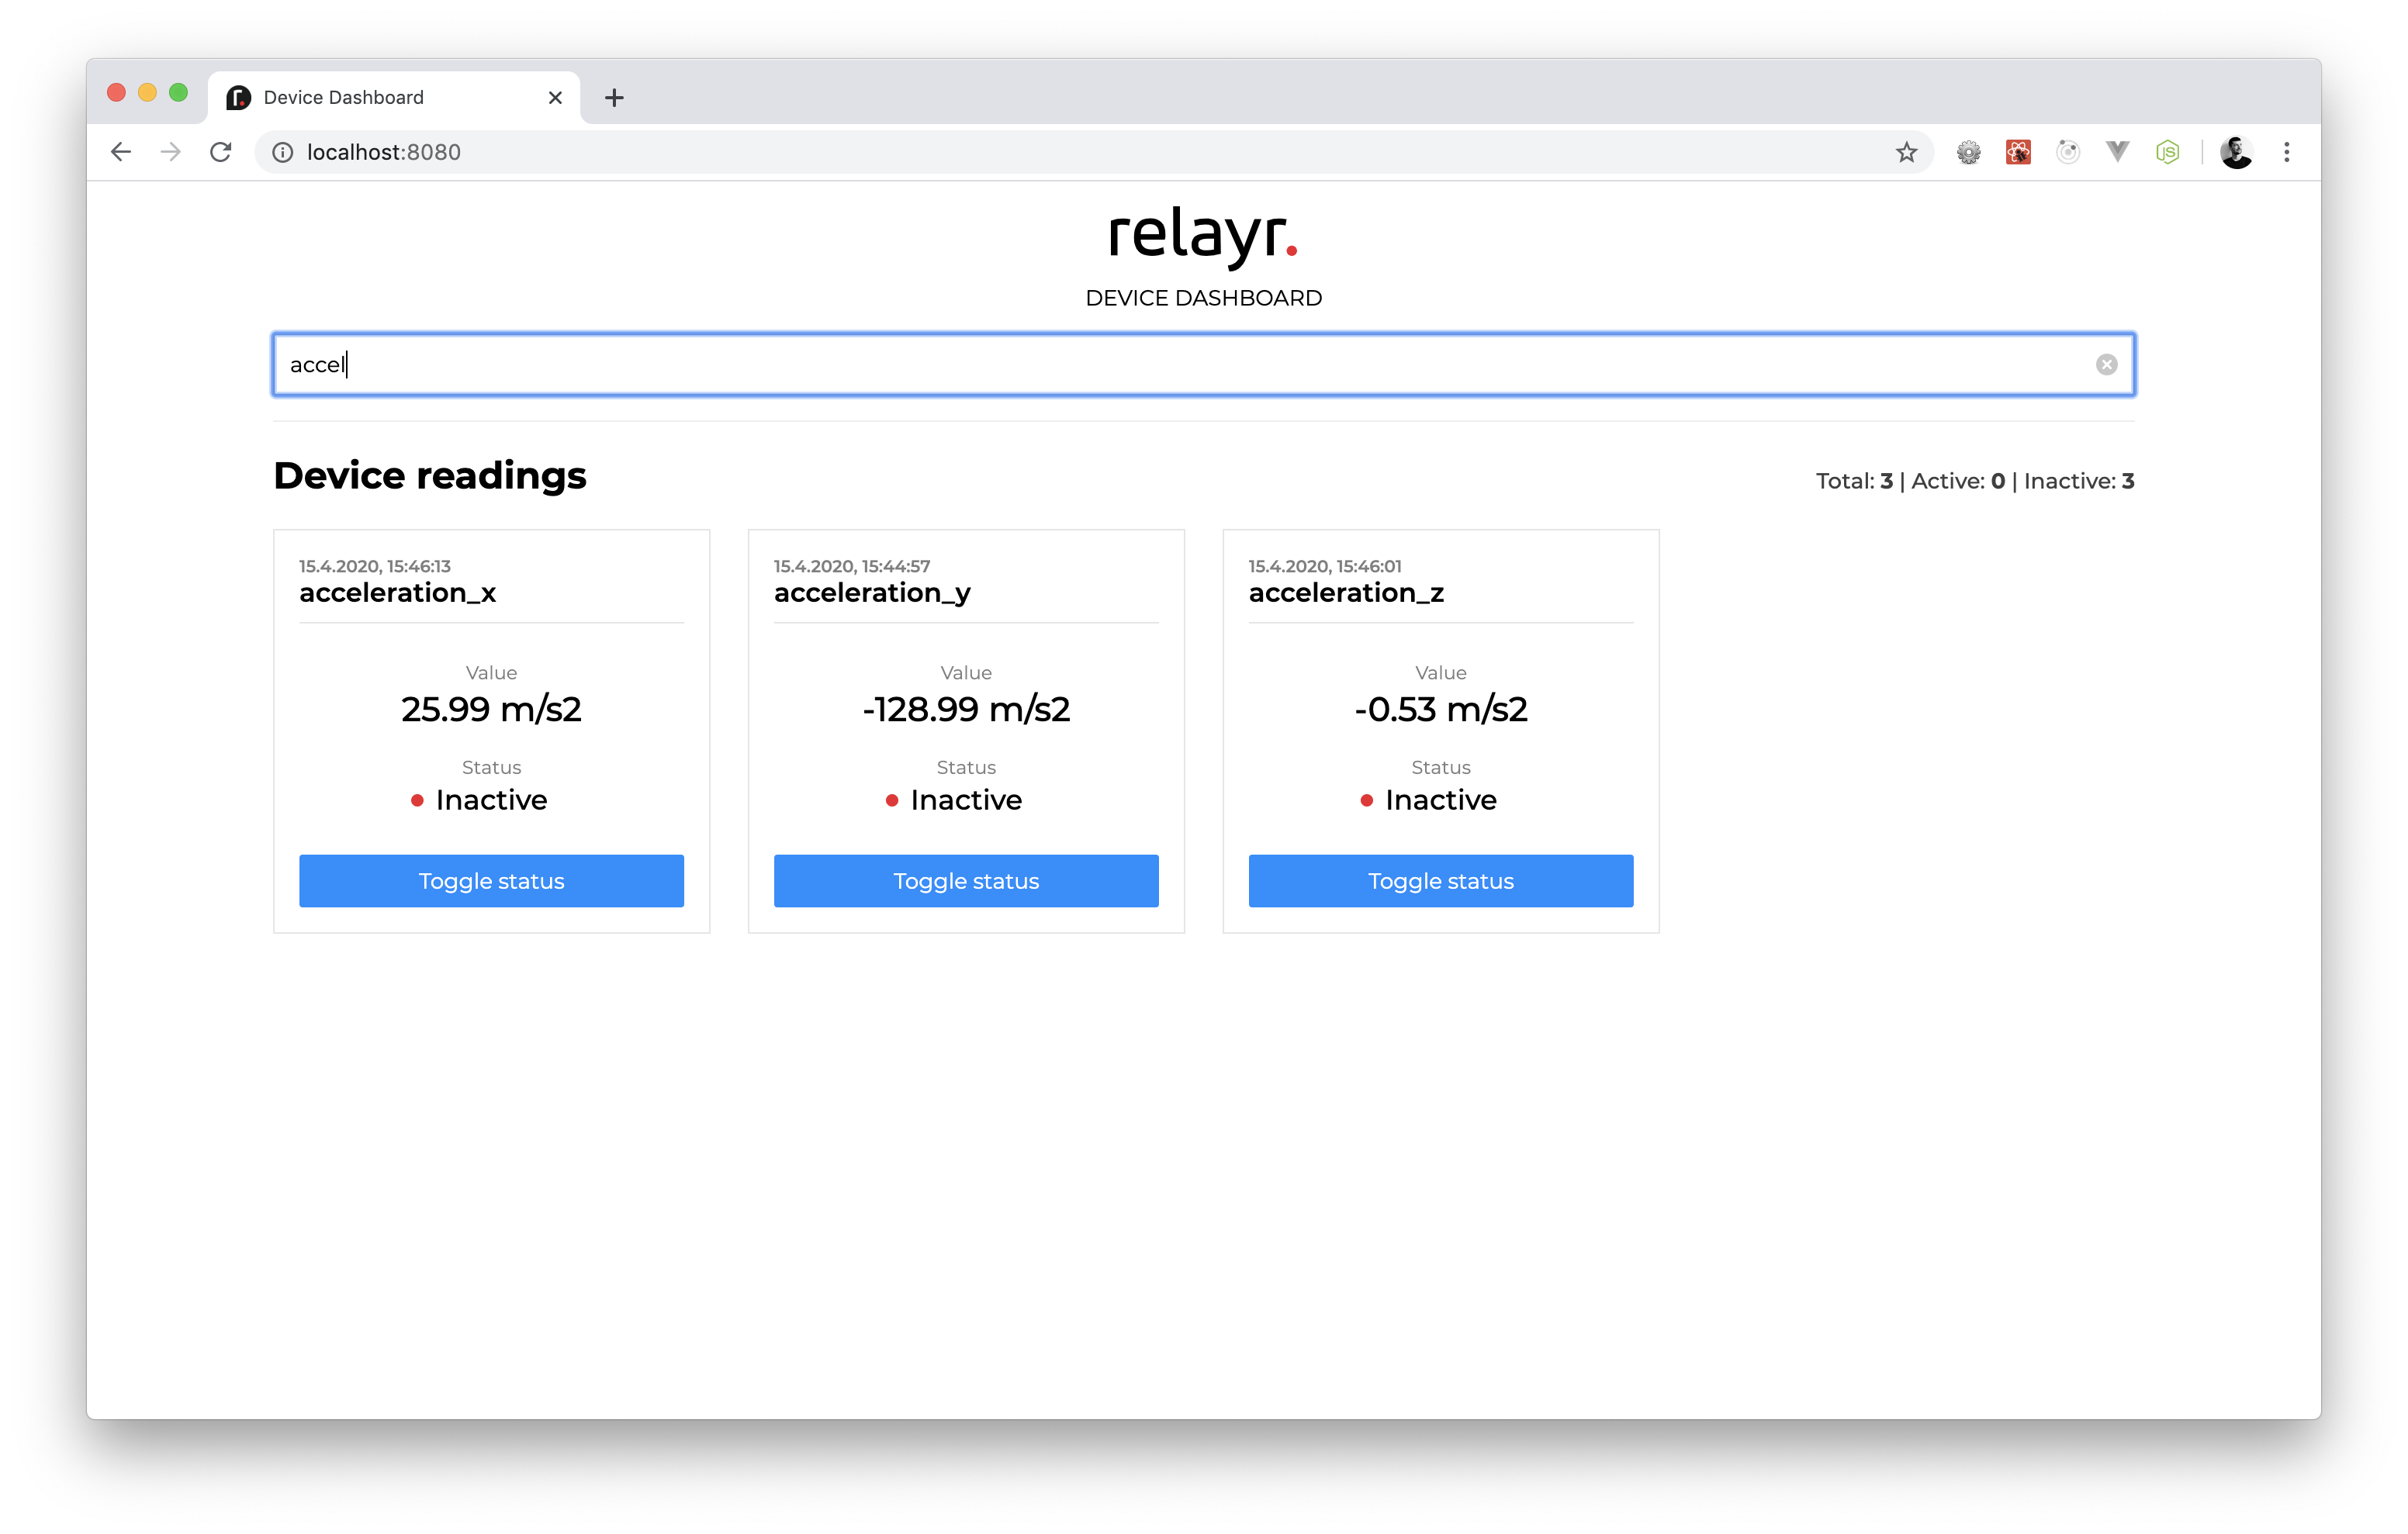 Device Dashboard
localhost:8080
relayr.
DEVICE DASHBOARD
accel
Device readings
Total: 3 | Active: 0 | Inactive: 3
15.4.2020, 15:46:13
acceleration_x
Value
25.99 m/s2
Status
Inactive
Toggle status
15.4.2020, 15:44:57
acceleration_y
Value
-128.99 m/s2
Status
Inactive
Toggle status
15.4.2020, 15:46:01
acceleration_z
Value
-0.53 m/s2
Status
Inactive
Toggle status